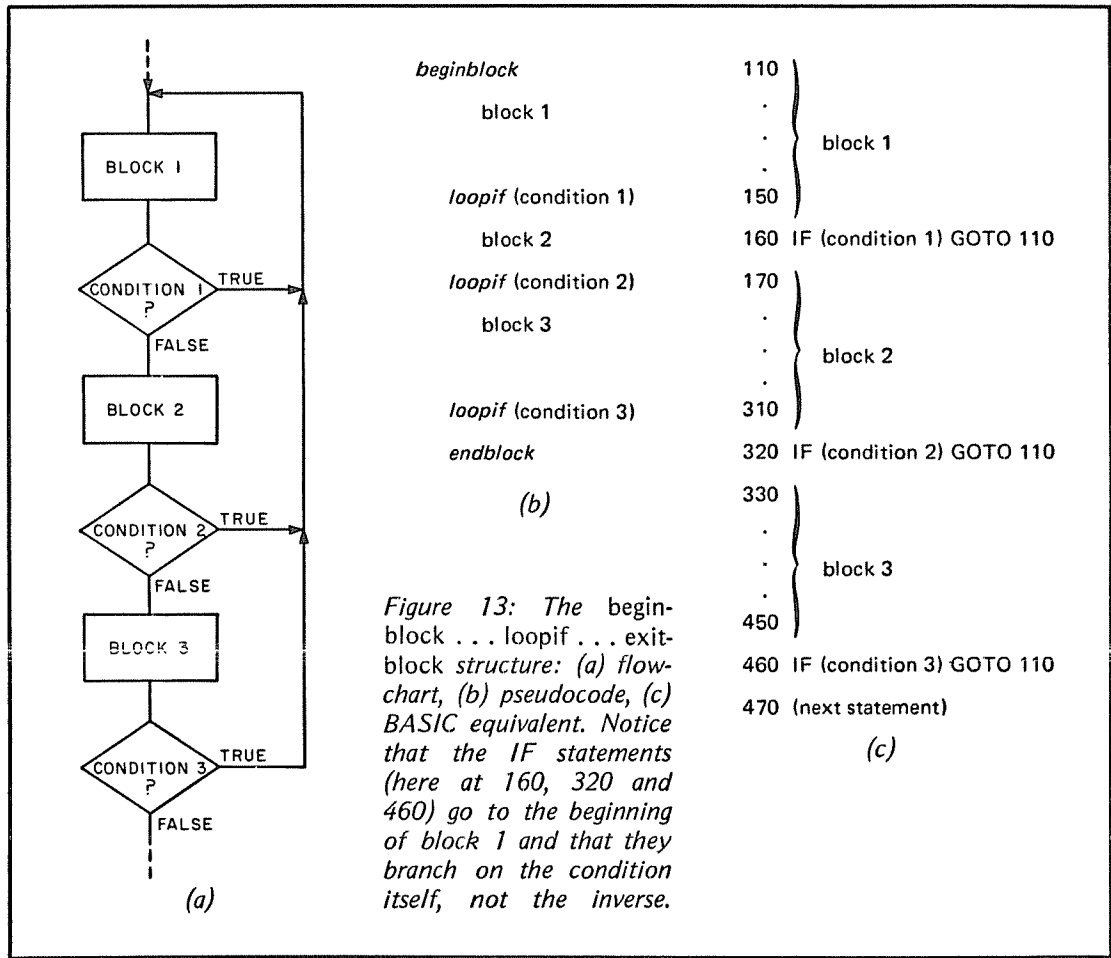 BLOCK 1
CONDITION 1
?
TRUE
FALSE
BLOCK 2
CONDITION 2
?
TRUE
FALSE
BLOCK 3
CONDITION 3
?
TRUE
FALSE
(a)
beginblock
block 1
loopif (condition 1)
block 2
loopif (condition 2)
block 3
loopif (condition 3)
endblock
(b)
110
.
.
.
150
block 1
160 IF (condition 1) GOTO 110
170
.
.
.
310
block 2
320 IF (condition 2) GOTO 110
330
.
.
.
450
block 3
460 IF (condition 3) GOTO 110
470 (next statement)
(c)
Figure 13: The begin-
block . . . loopif . . . exit-
block structure: (a) flow-
chart, (b) pseudocode, (c)
BASIC equivalent. Notice
that the IF statements
(here at 160, 320 and
460) go to the beginning
of block 1 and that they
branch on the condition
itself, not the inverse.